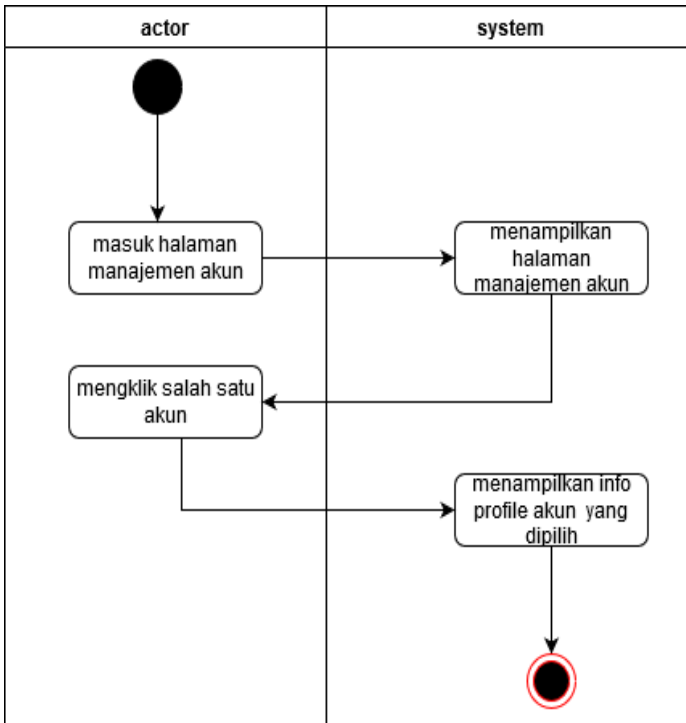 actor
system
masuk halaman
manajemen akun
menampilkan
halaman
manajemen akun
mengklik salah satu
akun
menampilkan info
profile akun yang
dipilih